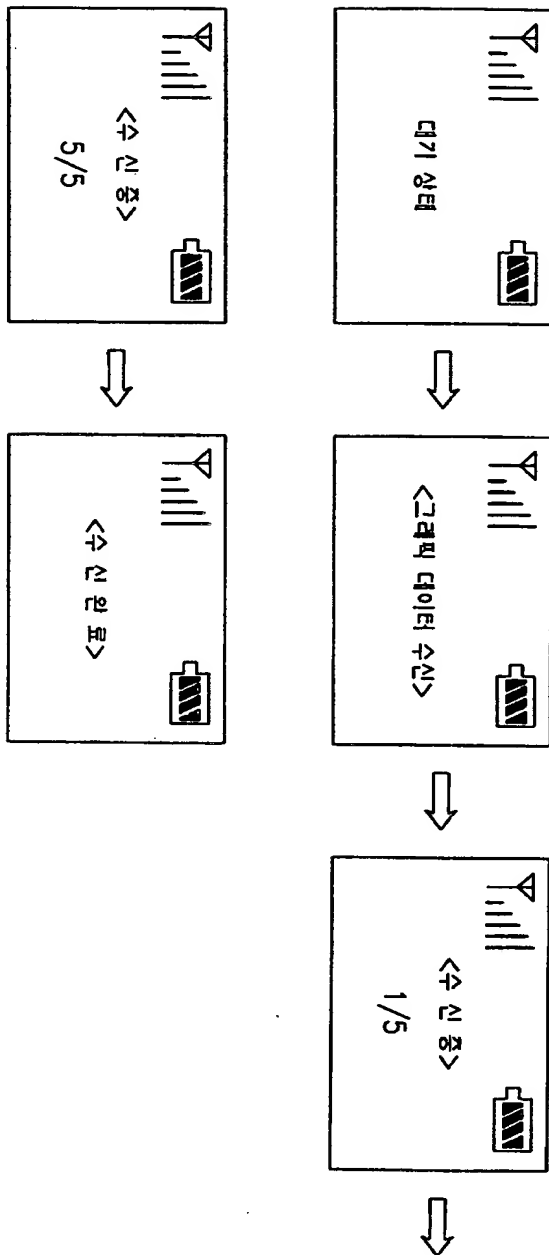 대기 상태
<그래픽 데이터 수신>
<수 신 중>
1/5
<수 신 중>
5/5
<수 신 완 료>